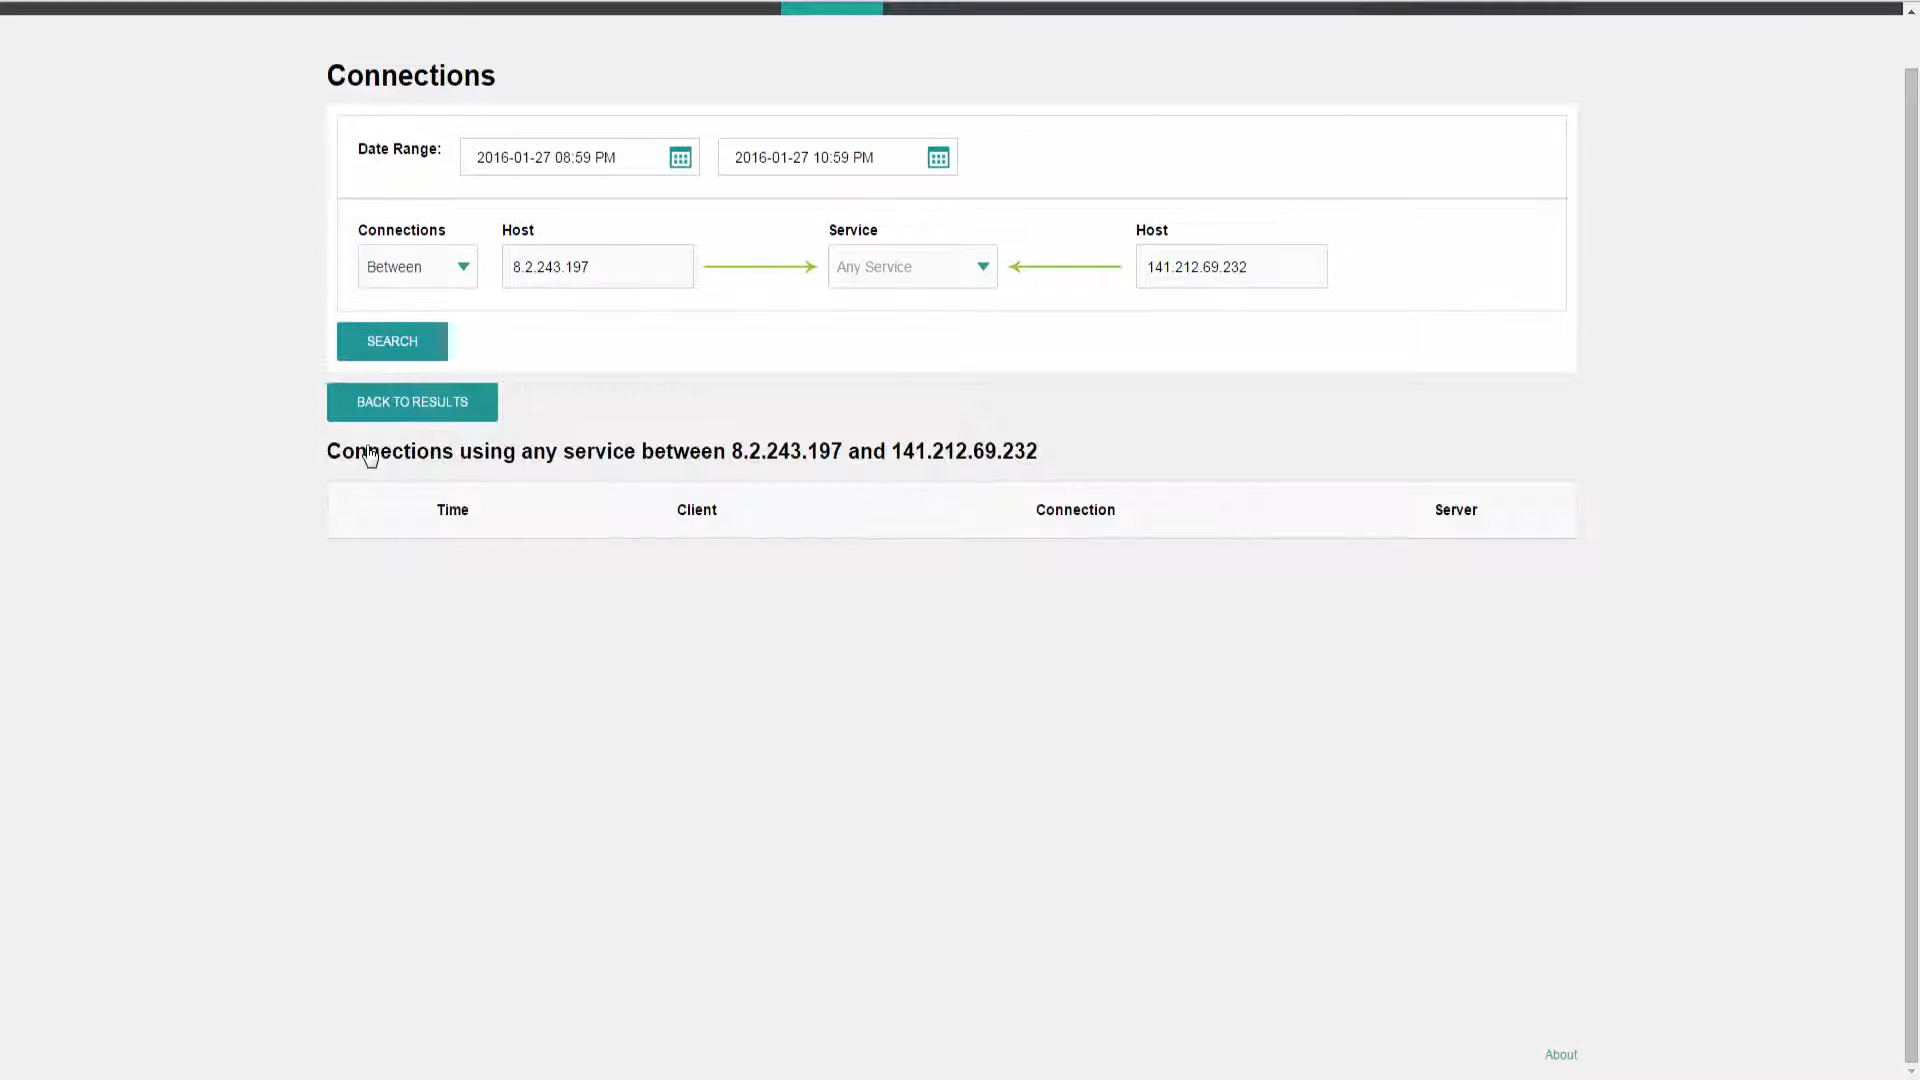 Connections
Date Range: 2016-01-27 08:59 PM 2016-01-27 10:59 PM
Connections Host Service Host
Between 8.2.243.197 Any Service 141.212.69.232
SEARCH
BACK TO RESULTS
Connections using any service between 8.2.243.197 and 141.212.69.232
Time Client Connection Server
About